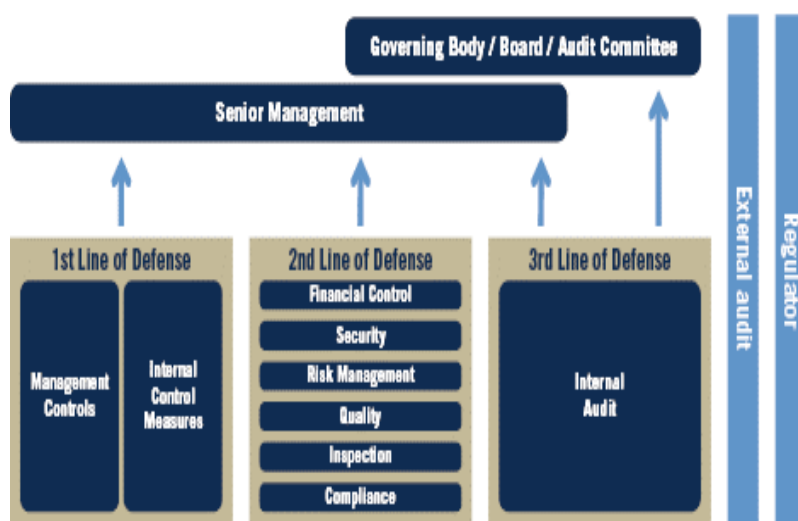 Governing Body / Board / Audit Committee
Senior Management
1st Line of Defense
Management
Controls
Internal
Control
Measures
2nd Line of Defense
Financial Control
Security
Risk Management
Quality
Inspection
Compliance
3rd Line of Defense
Internal
Audit
External audit
Regulator